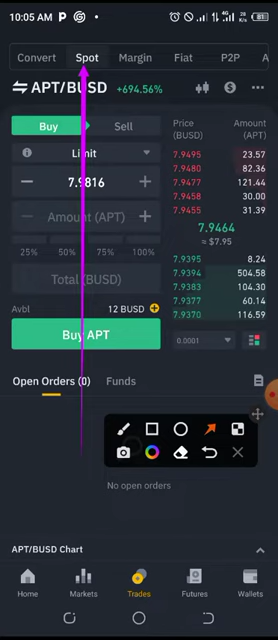 10:05 AM P
4G 28 KB/s 81
Convert Spot Margin Fiat P2P A
APT/BUSD +694.56%
Buy Sell
Limit
7.9816
Amount (APT)
25% 50% 75% 100%
Total (BUSD)
Avbl 12 BUSD
Buy APT
Price Amount
(BUSD) (APT)
7.9495 23.57
7.9480 82.36
7.9477 121.44
7.9458 30.00
7.9455 31.39
7.9464
≈ $7.95
7.9395 8.24
7.9394 504.58
7.9383 104.30
7.9377 60.14
7.9370 116.59
0.0001
Open Orders (0) Funds
No open orders
APT/BUSD Chart
Home Markets Trades Futures Wallets